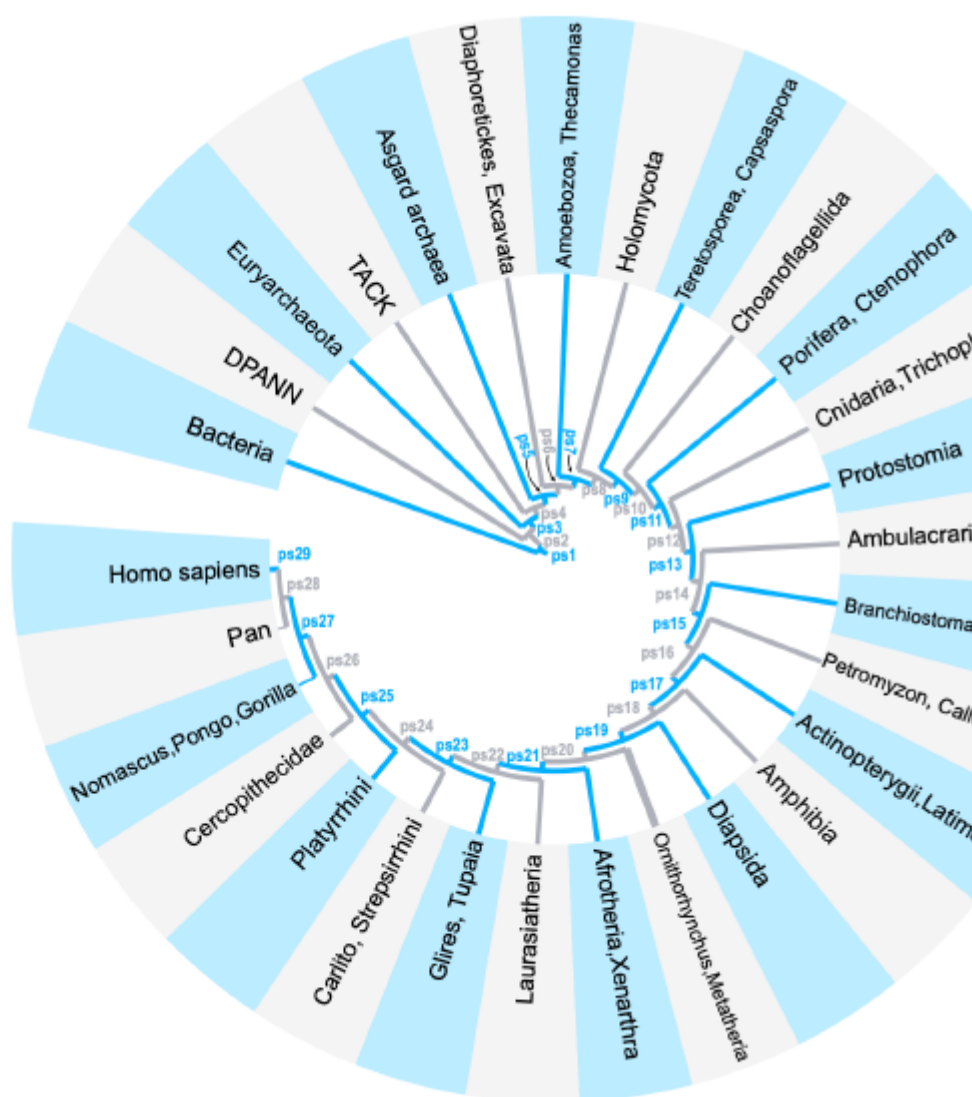 Bacteria
DPANN
Euryarchaeota
TACK
Asgard archaea
Diaphoretickes, Excavata
Amoebozoa, Thecamonas
Holomycota
Teretosporea, Capsaspora
Choanoflagellida
Porifera, Ctenophora
Cnidaria,Trichopl
Protostomia
Ambulacrari
Branchiostoma
Petromyzon, Call
Actinopterygii,Latime
Amphibia
Diapsida
Ornithorhynchus,Metatheria
Afrotheria,Xenarthra
Laurasiatheria
Glires, Tupaia
Carlito, Strepsirrhini
Platyrrhini
Cercopithecidae
Nomascus,Pongo,Gorilla
Pan
Homo sapiens
ps1
ps2
ps3
ps4
ps5
ps6
ps7
ps8
ps9
ps10
ps11
ps12
ps13
ps14
ps15
ps16
ps17
ps18
ps19
ps20
ps21
ps22
ps23
ps24
ps25
ps26
ps27
ps28
ps29